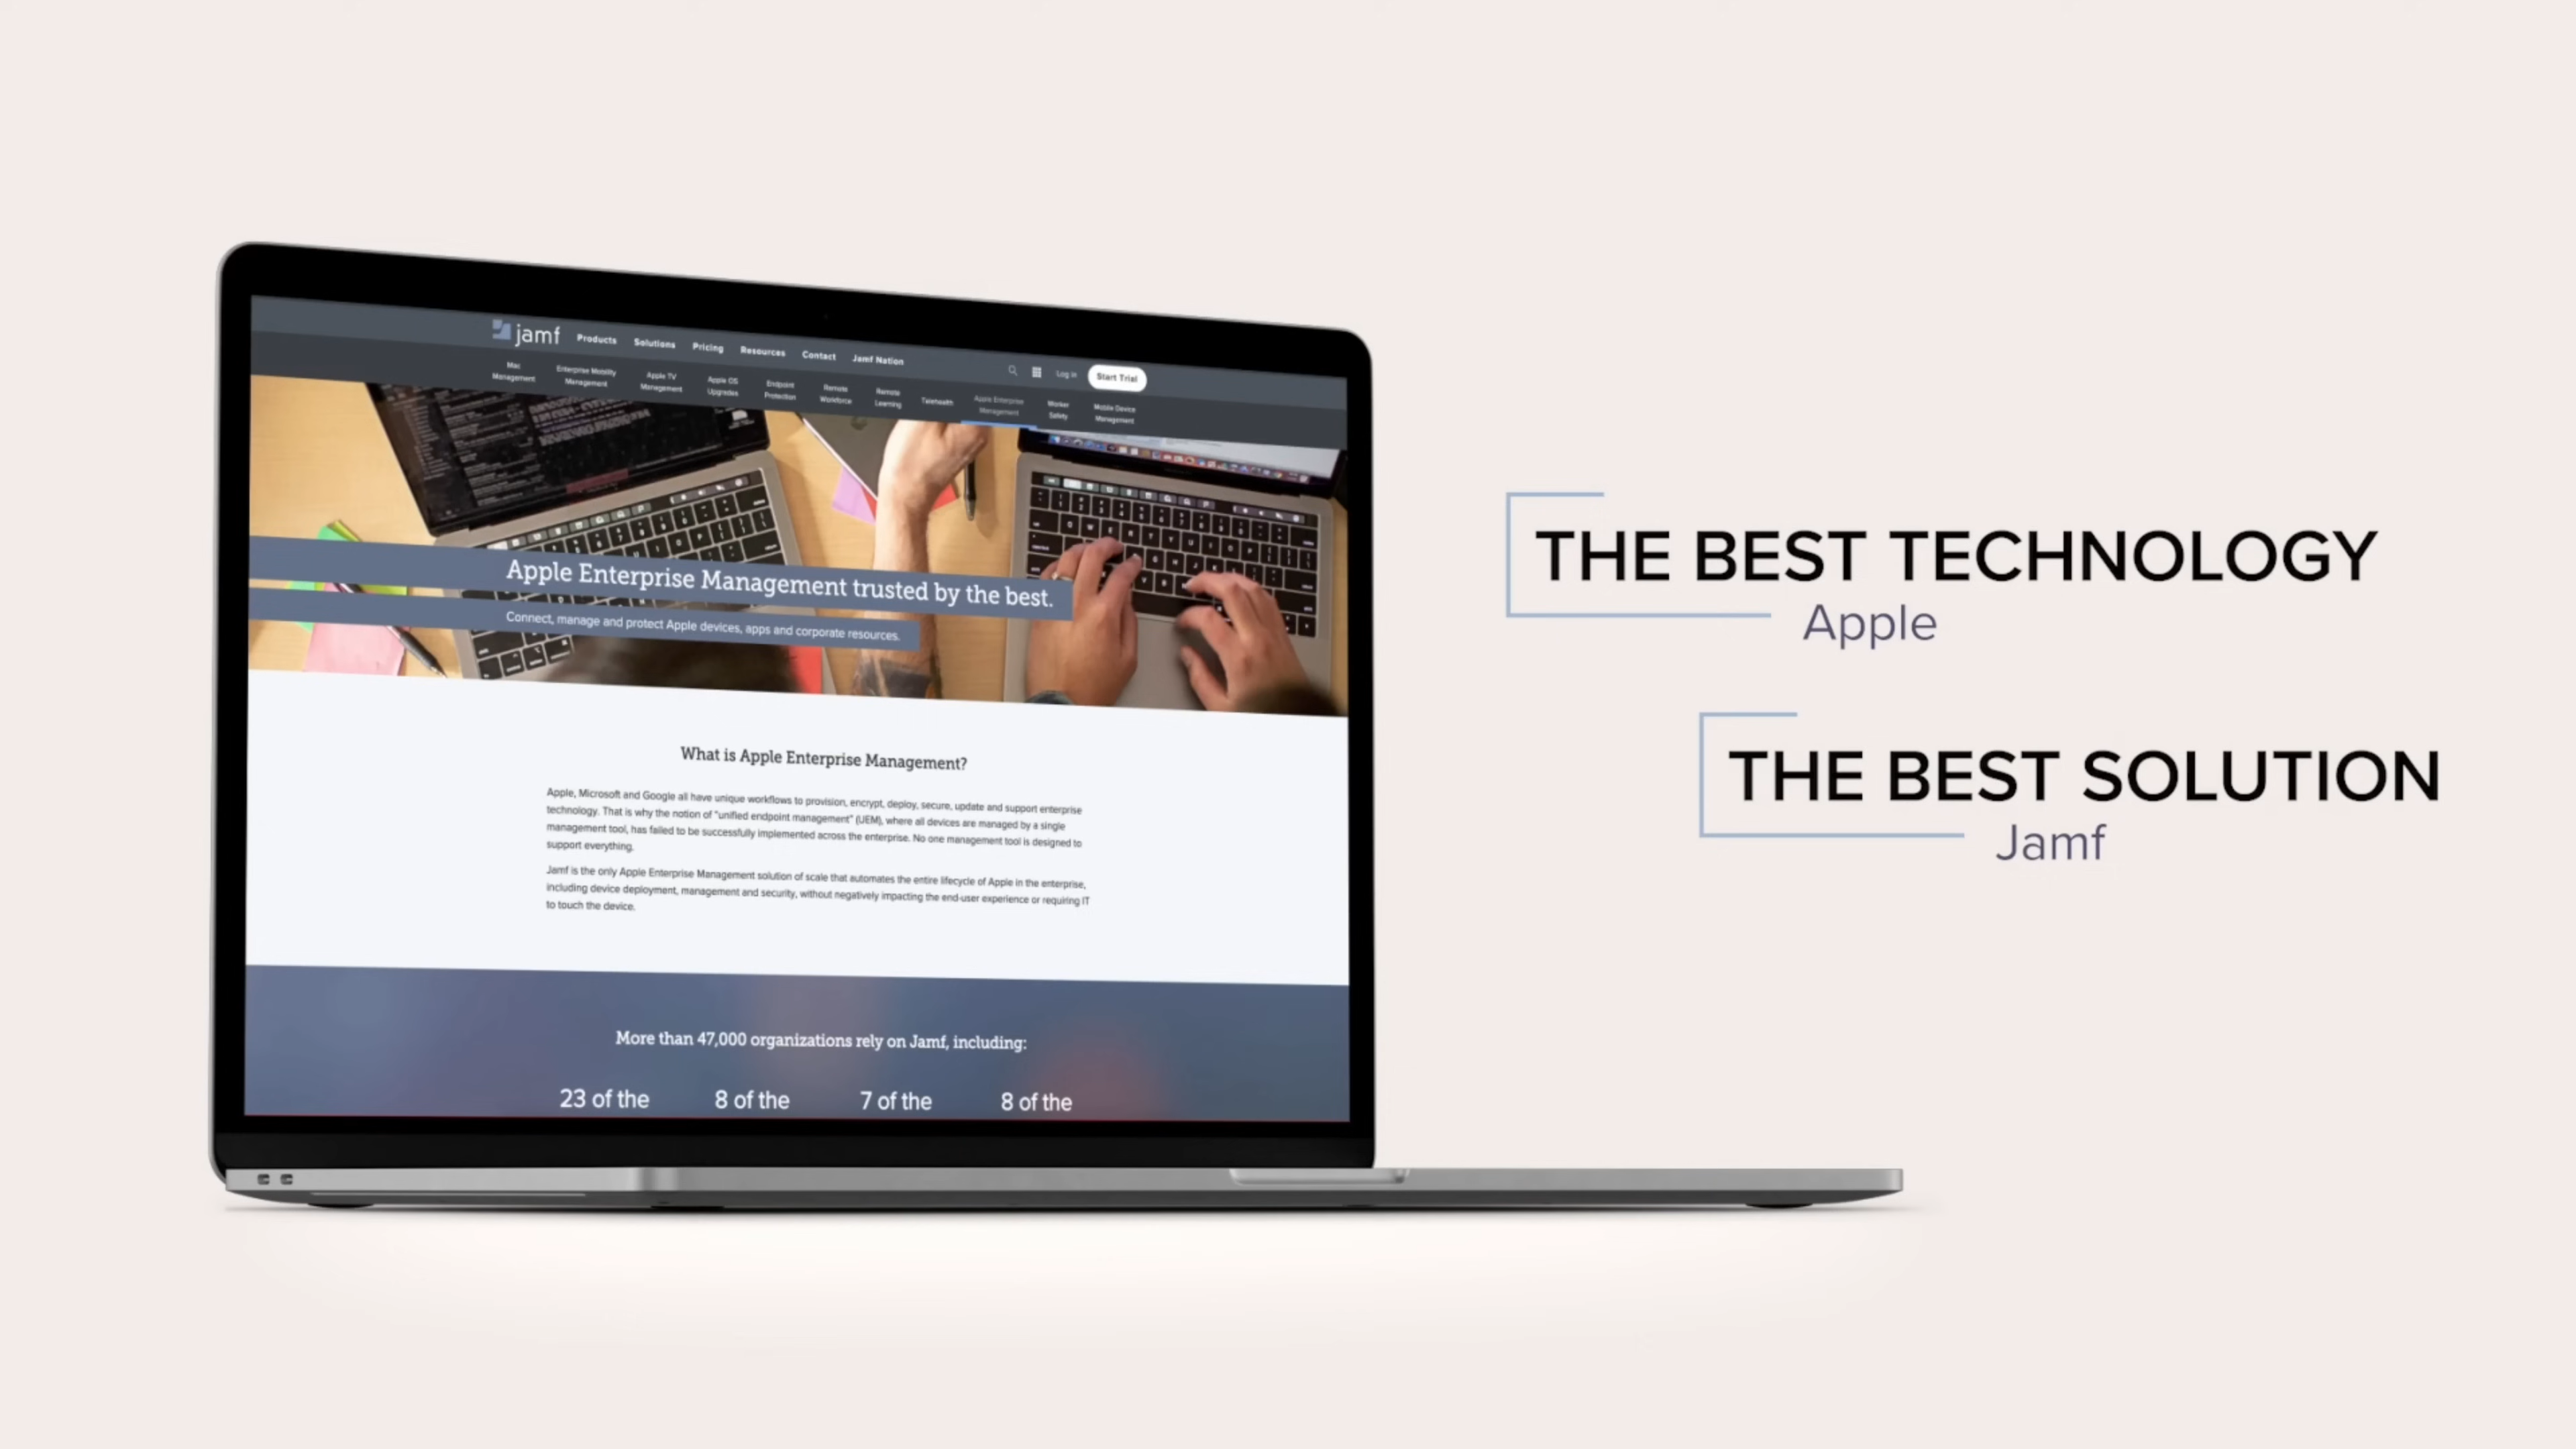 jamf
Products Solutions Pricing Resources Contact Jamf Nation
Log in Start Trial
Mac
Management
Enterprise Mobility
Management
Apple TV
Management
Apple OS
Upgrades
Endpoint
Protection
Remote
Workforce
Remote
Learning
Telehealth
Apple Enterprise
Management
Worker
Safety
Mobile Device
Management
Apple Enterprise Management trusted by the best.
Connect, manage and protect Apple devices, apps and corporate resources.
What is Apple Enterprise Management?
Apple, Microsoft and Google all have unique workflows to provision, encrypt, deploy, secure, update and support enterprise
technology. That is why the notion of "unified endpoint management" (UEM), where all devices are managed by a single
management tool, has failed to be successfully implemented across the enterprise. No one management tool is designed to
support everything.
Jamf is the only Apple Enterprise Management solution of scale that automates the entire lifecycle of Apple in the enterprise,
including device deployment, management and security, without negatively impacting the end-user experience or requiring IT
to touch the device.
More than 47,000 organizations rely on Jamf, including:
23 of the 8 of the 7 of the 8 of the
THE BEST TECHNOLOGY
Apple
THE BEST SOLUTION
Jamf